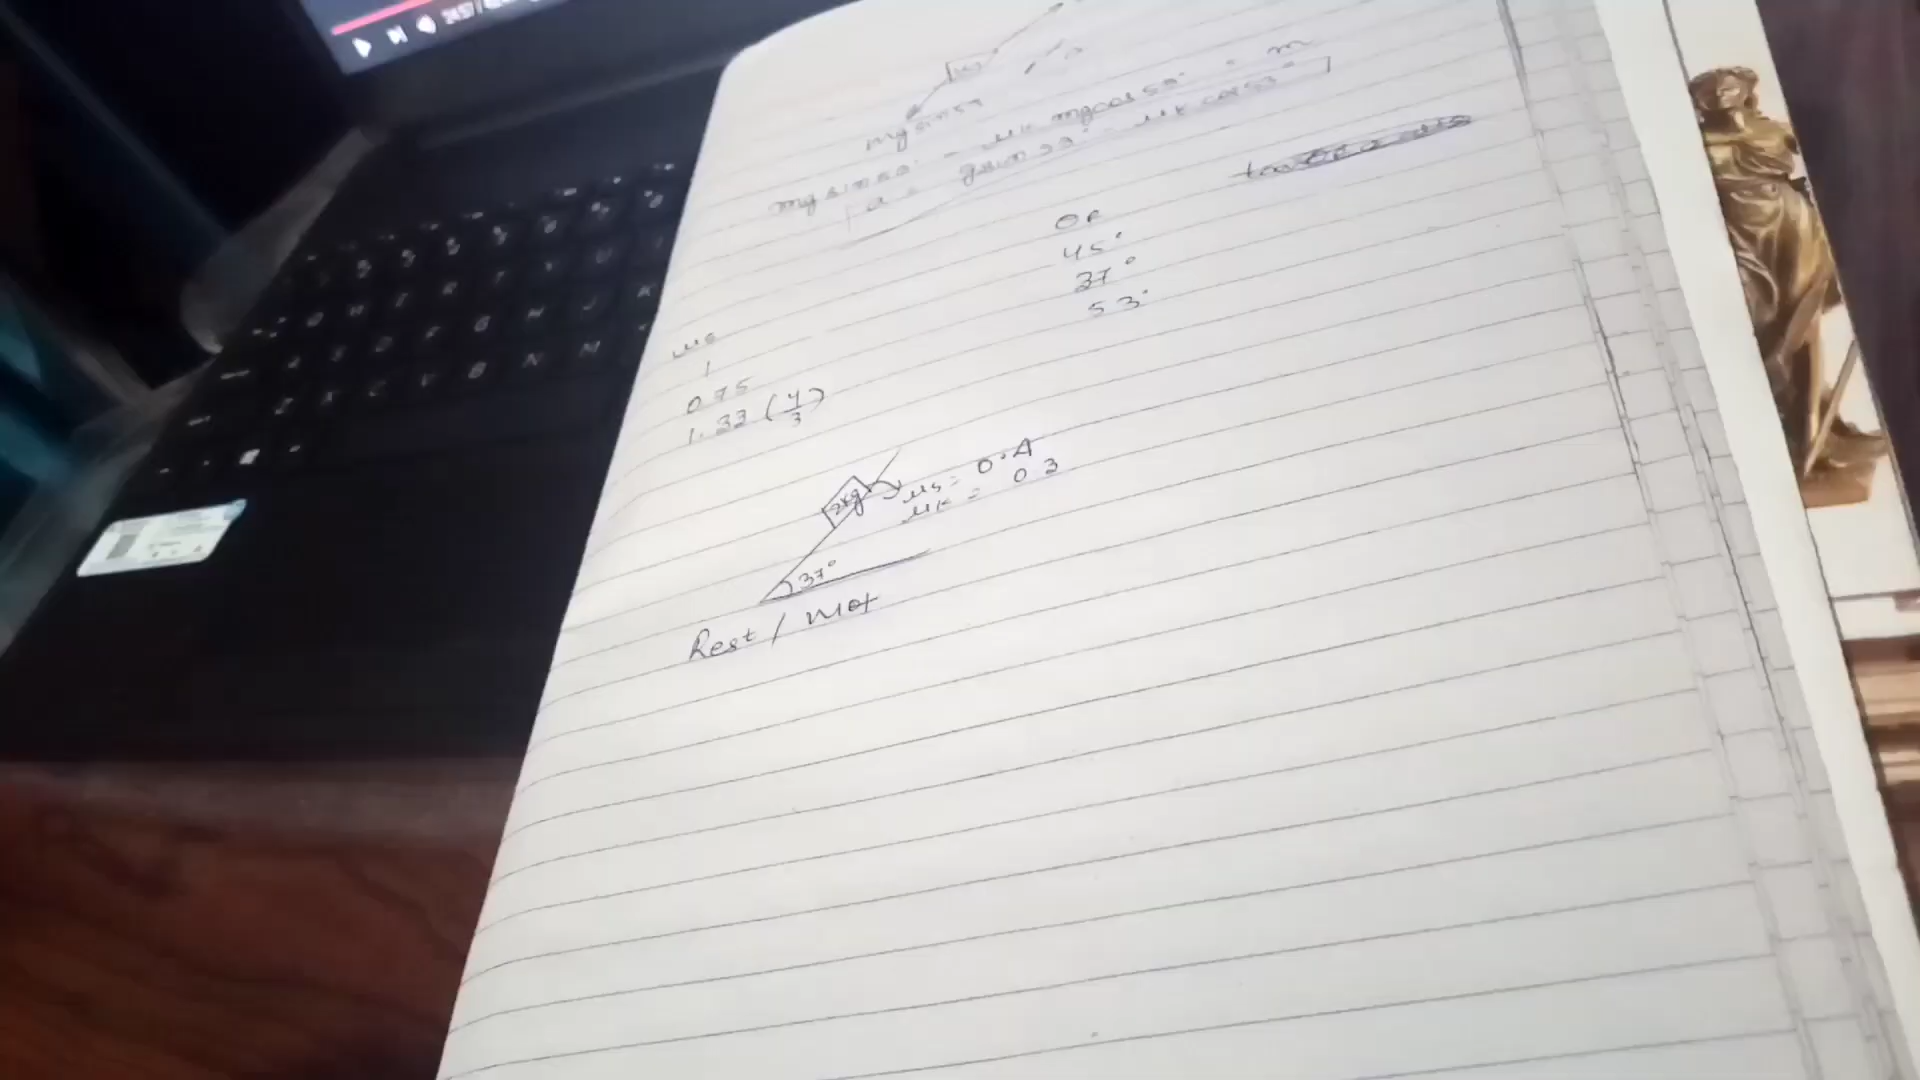 mg sin53
mg sin53° - μk mg cos53° = m
a = g sin53° - μk cos53°
μs θR
1 45°
0.75 37°
1.33 (4/3) 53°
2kg
μs = 0.4
μk = 0.3
37°
Rest / mot